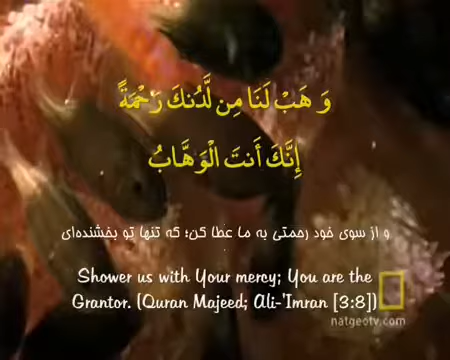 وَ هَبْ لَنَا مِن لَّدُنكَ رَحْمَةً
إِنَّكَ أَنتَ الْوَهَّابُ
و از سوی خود رحمتی به ما عطا کن؛ که تنها تو بخشنده‌ای
Shower us with Your mercy; You are the
Grantor. (Quran Majeed; Ali-'Imran [3:8])
natgeotv.com